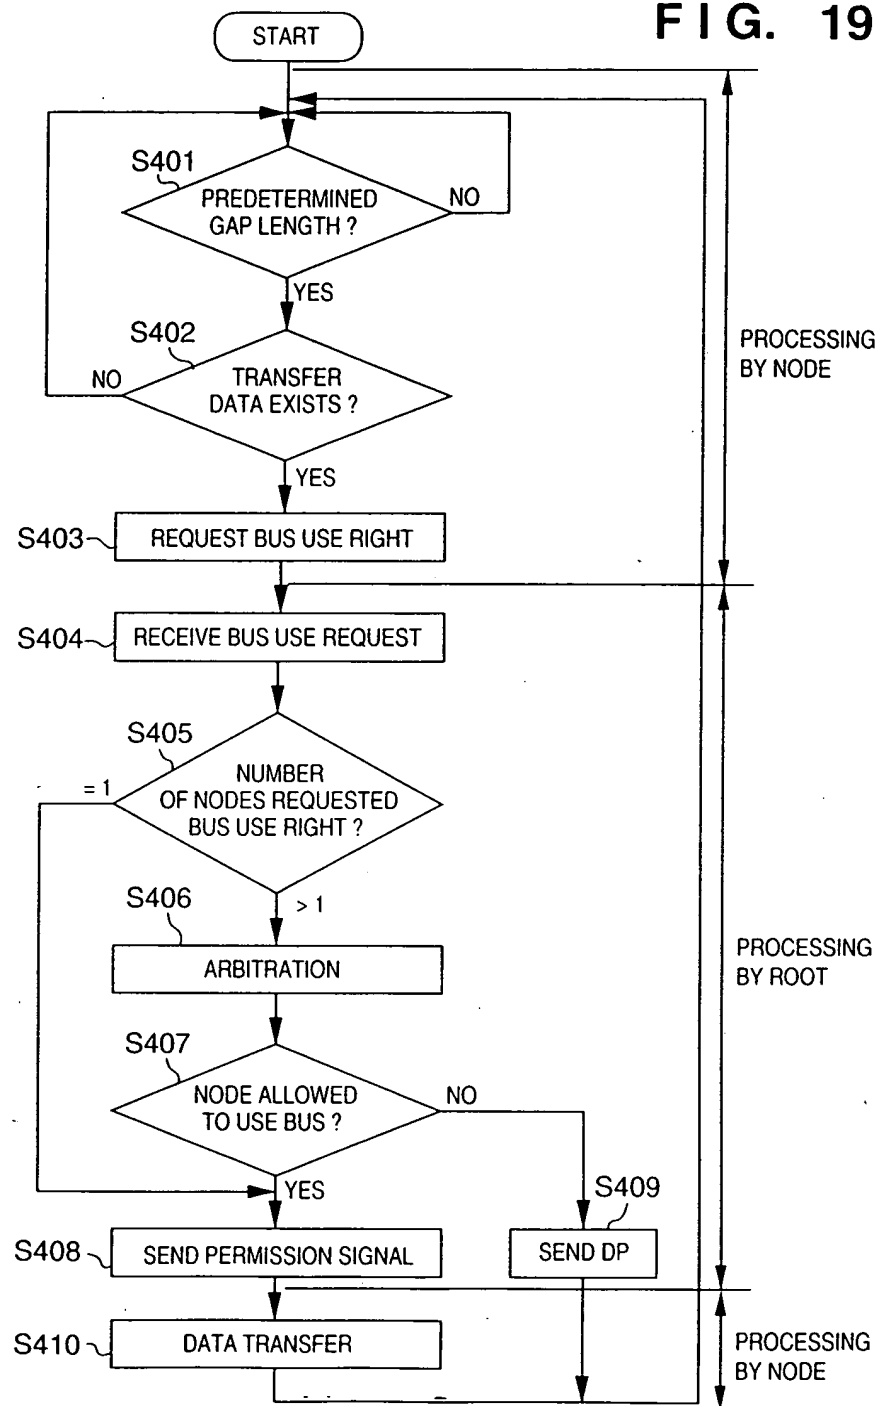 FIG. 19
START
S401
PREDETERMINED
GAP LENGTH ?
NO
YES
S402
NO
TRANSFER
DATA EXISTS ?
PROCESSING
BY NODE
YES
S403
REQUEST BUS USE RIGHT
S404
RECEIVE BUS USE REQUEST
S405
= 1
NUMBER
OF NODES REQUESTED
BUS USE RIGHT ?
S406
> 1
ARBITRATION
PROCESSING
BY ROOT
S407
NODE ALLOWED
TO USE BUS ?
NO
YES
S409
S408
SEND PERMISSION SIGNAL
SEND DP
S410
DATA TRANSFER
PROCESSING
BY NODE